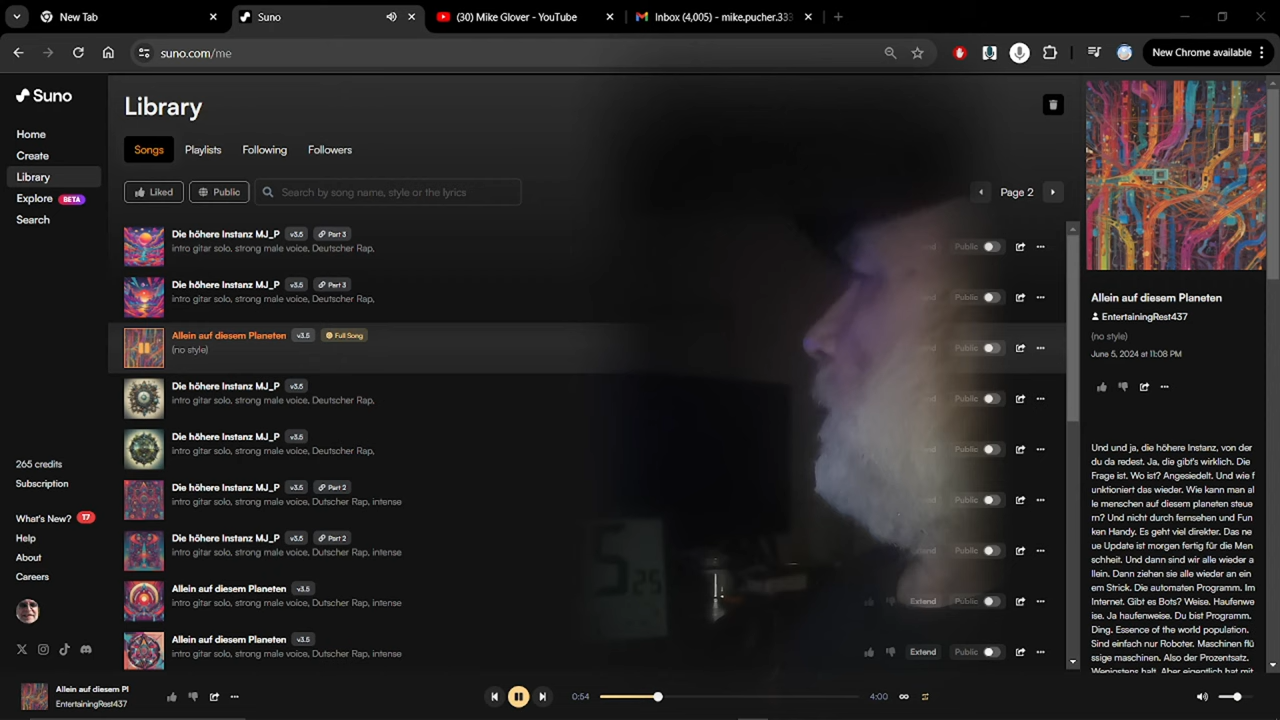 New Tab
Suno
(30) Mike Glover - YouTube
Inbox (4,005) - mike.pucher.333
suno.com/me
New Chrome available
Suno
Home
Create
Library
Explore BETA
Search
265 credits
Subscription
What's New? 17
Help
About
Careers
Library
Songs Playlists Following Followers
Liked Public Search by song name, style or the lyrics Page 2
Die höhere Instanz MJ_P v3.5 Part 3
intro gitar solo, strong male voice, Deutscher Rap,
Public
Die höhere Instanz MJ_P v3.5 Part 3
intro gitar solo, strong male voice, Deutscher Rap,
Public
Allein auf diesem Planeten v3.5 Full Song
(no style)
Public
Die höhere Instanz MJ_P v3.5
intro gitar solo, strong male voice, Deutscher Rap,
Public
Die höhere Instanz MJ_P v3.5
intro gitar solo, strong male voice, Deutscher Rap,
Public
Die höhere Instanz MJ_P v3.5 Part 2
intro gitar solo, strong male voice, Dutscher Rap, intense
Public
Die höhere Instanz MJ_P v3.5 Part 2
intro gitar solo, strong male voice, Dutscher Rap, intense
Public
Allein auf diesem Planeten v3.5
intro gitar solo, strong male voice, Dutscher Rap, intense
Extend Public
Allein auf diesem Planeten v3.5
intro gitar solo, strong male voice, Dutscher Rap, intense
Extend Public
5 25
Allein auf diesem Planeten
EntertainingRest437
(no style)
June 5, 2024 at 11:08 PM
Und und ja, die höhere Instanz, von der
du da redest. Ja, die gibt's wirklich. Die
Frage ist. Wo ist? Angesiedelt. Und wie f
unktioniert das wieder. Wie kann man al
le menschen auf diesem planeten steue
rn? Und nicht durch fernsehen und Fun
ken Handy. Es geht viel direkter. Das ne
ue Update ist morgen fertig für die Men
schheit. Und dann sind wir alle wieder a
llein. Dann ziehen sie alle wieder an ein
em Strick. Die automaten Programm. Im
Internet. Gibt es Bots? Weise. Haufenwe
ise. Ja haufenweise. Du bist Programm.
Ding. Essence of the world population.
Sind einfach nur Roboter. Maschinen flü
ssige maschinen. Also der Prozentsatz.
Wenigstens halt. Aber eigentlich hat mit
Allein auf diesem Pl
EntertainingRest437
0:54
4:00